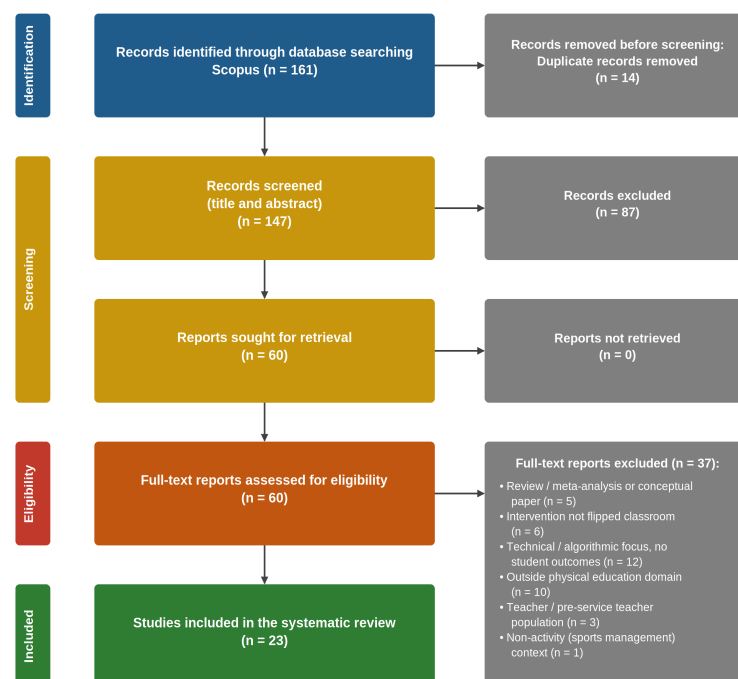 Identification
Records identified through database searching
Scopus (n = 161)
Records removed before screening:
Duplicate records removed
(n = 14)
Screening
Records screened
(title and abstract)
(n = 147)
Records excluded
(n = 87)
Reports sought for retrieval
(n = 60)
Reports not retrieved
(n = 0)
Eligibility
Full-text reports assessed for eligibility
(n = 60)
Full-text reports excluded (n = 37):
• Review / meta-analysis or conceptual
paper (n = 5)
• Intervention not flipped classroom
(n = 6)
• Technical / algorithmic focus, no
student outcomes (n = 12)
• Outside physical education domain
(n = 10)
• Teacher / pre-service teacher
population (n = 3)
• Non-activity (sports management)
context (n = 1)
Included
Studies included in the systematic review
(n = 23)